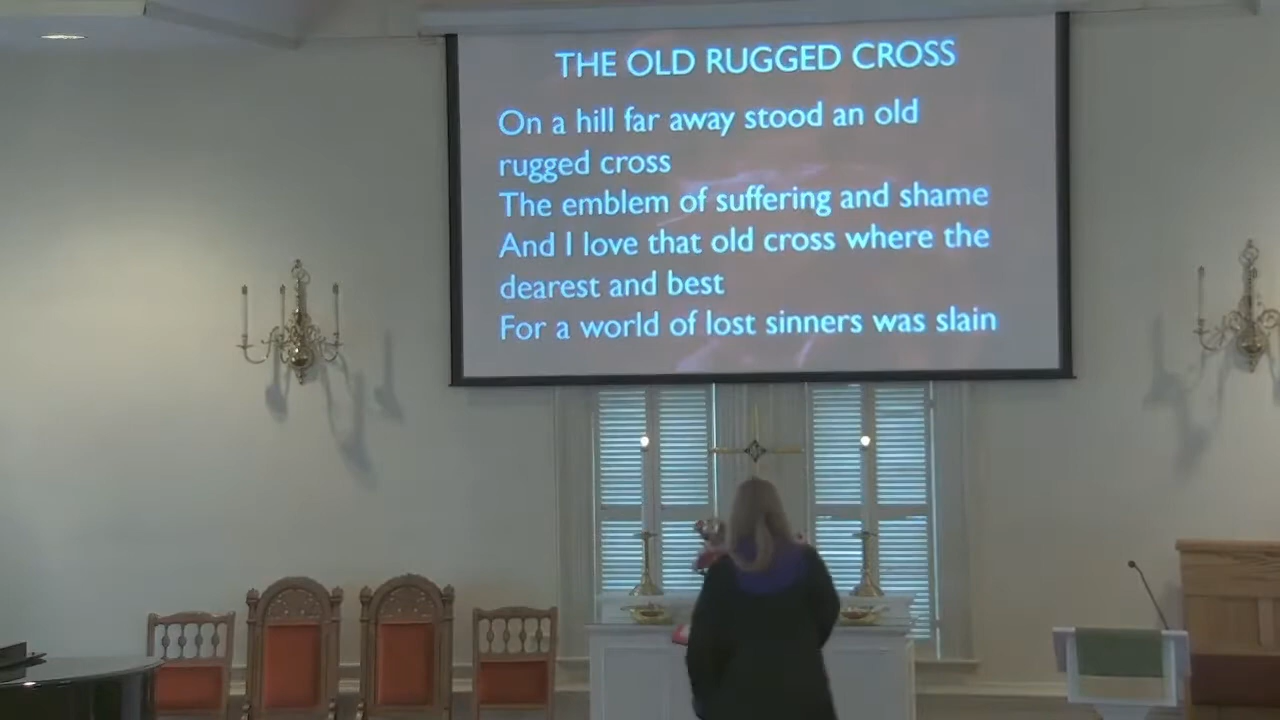 THE OLD RUGGED CROSS
On a hill far away stood an old
rugged cross
The emblem of suffering and shame
And I love that old cross where the
dearest and best
For a world of lost sinners was slain